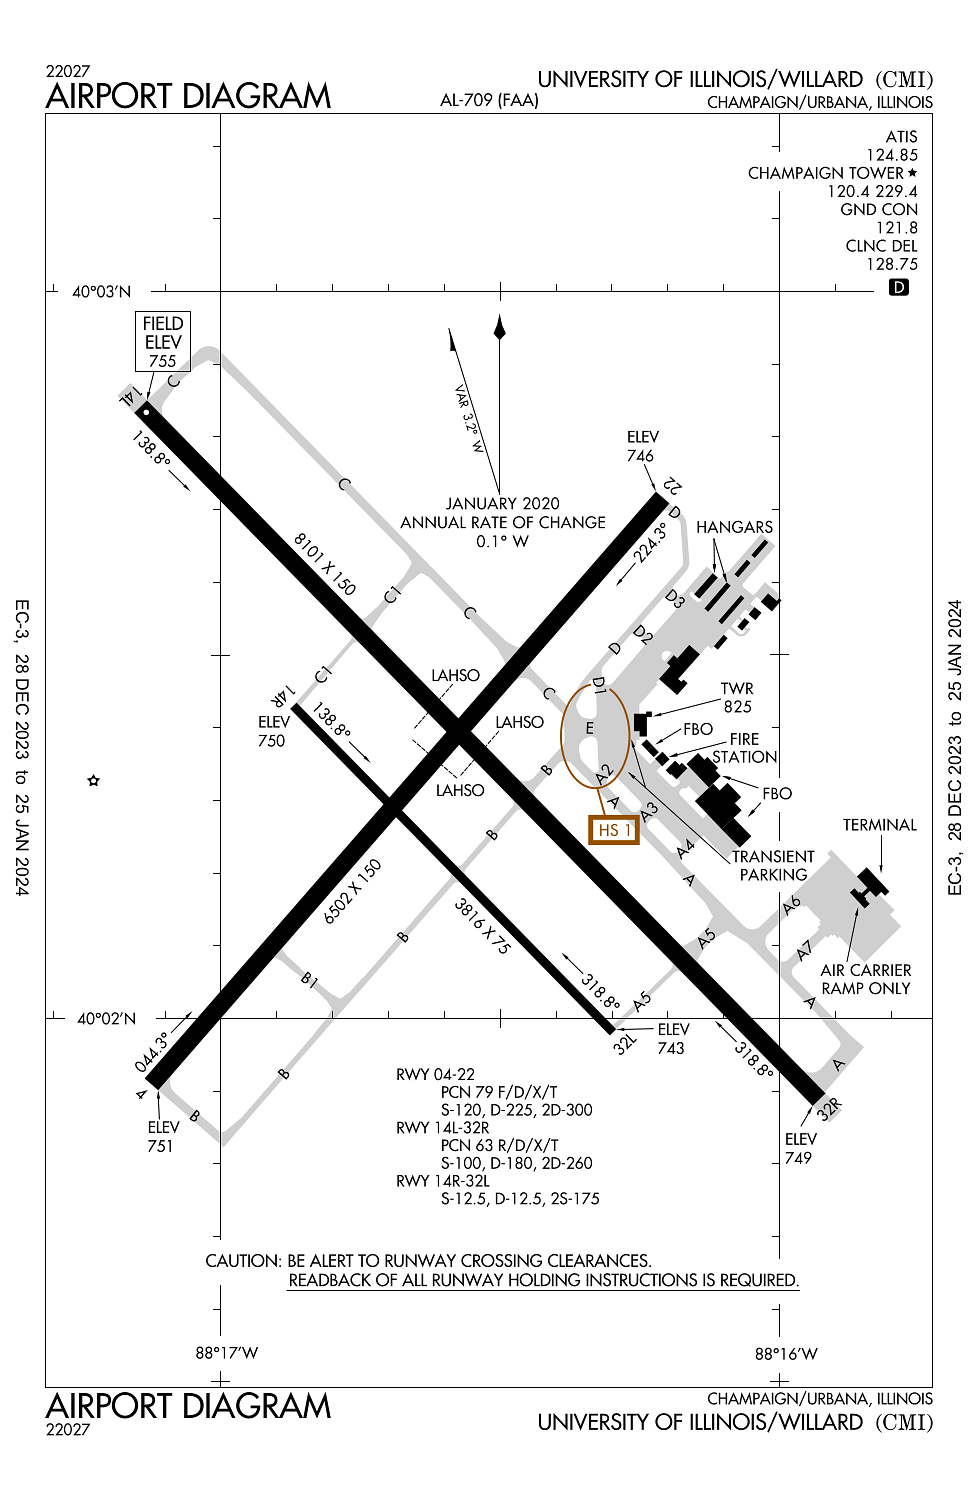 22027
AIRPORT DIAGRAM
AL-709 (FAA)
UNIVERSITY OF ILLINOIS/WILLARD (CMI)
CHAMPAIGN/URBANA, ILLINOIS
ATIS
124.85
CHAMPAIGN TOWER ★
120.4 229.4
GND CON
121.8
CLNC DEL
128.75
D
40°03'N
FIELD
ELEV
755
C
14L
138.8°
VAR 3.2° W
JANUARY 2020
ANNUAL RATE OF CHANGE
0.1° W
ELEV
746
22
D
224.3°
HANGARS
C
8101 X 150
C1
C
D3
D2
D
C1
14R
ELEV
750
138.8°
LAHSO
LAHSO
LAHSO
C
D1
E
A2
A
A3
HS 1
TWR
825
FBO
FIRE
STATION
FBO
TRANSIENT
PARKING
TERMINAL
A4
A
A6
A5
A7
AIR CARRIER
RAMP ONLY
A
A
B
B
B
6502 X 150
3816 X 75
B1
318.8°
A5
32L
ELEV
743
318.8°
32R
ELEV
749
40°02'N
044.3°
4
ELEV
751
B
B
RWY 04-22
PCN 79 F/D/X/T
S-120, D-225, 2D-300
RWY 14L-32R
PCN 63 R/D/X/T
S-100, D-180, 2D-260
RWY 14R-32L
S-12.5, D-12.5, 2S-175
CAUTION: BE ALERT TO RUNWAY CROSSING CLEARANCES.
READBACK OF ALL RUNWAY HOLDING INSTRUCTIONS IS REQUIRED.
88°17'W
88°16'W
AIRPORT DIAGRAM
22027
CHAMPAIGN/URBANA, ILLINOIS
UNIVERSITY OF ILLINOIS/WILLARD (CMI)
EC-3, 28 DEC 2023 to 25 JAN 2024
EC-3, 28 DEC 2023 to 25 JAN 2024